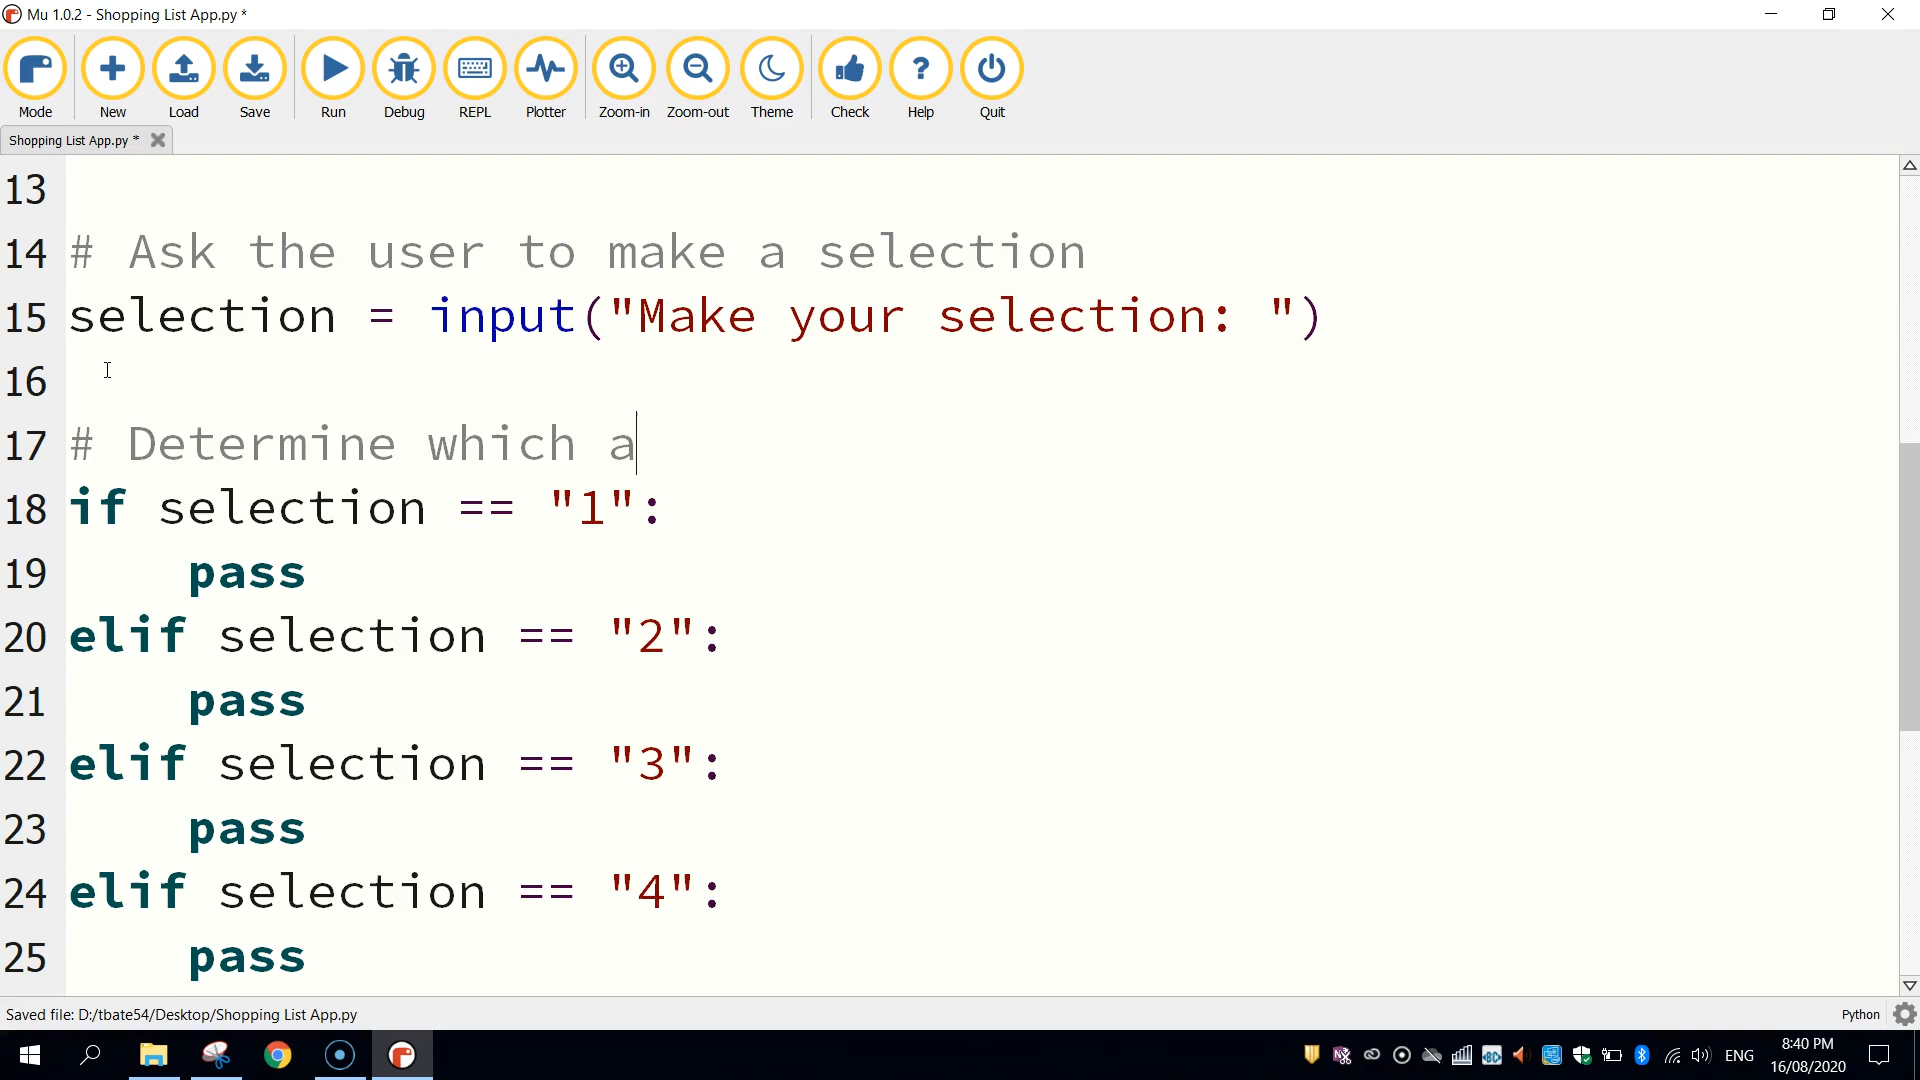 Mu 1.0.2 - Shopping List App.py *
Mode New Load Save Run Debug REPL Plotter Zoom-in Zoom-out Theme Check Help Quit
Shopping List App.py *
13
14 # Ask the user to make a selection
15 selection = input("Make your selection: ")
16
17 # Determine which a
18 if selection == "1":
19 pass
20 elif selection == "2":
21 pass
22 elif selection == "3":
23 pass
24 elif selection == "4":
25 pass
Saved file: D:/tbate54/Desktop/Shopping List App.py
Python
ENG
8:40 PM
16/08/2020